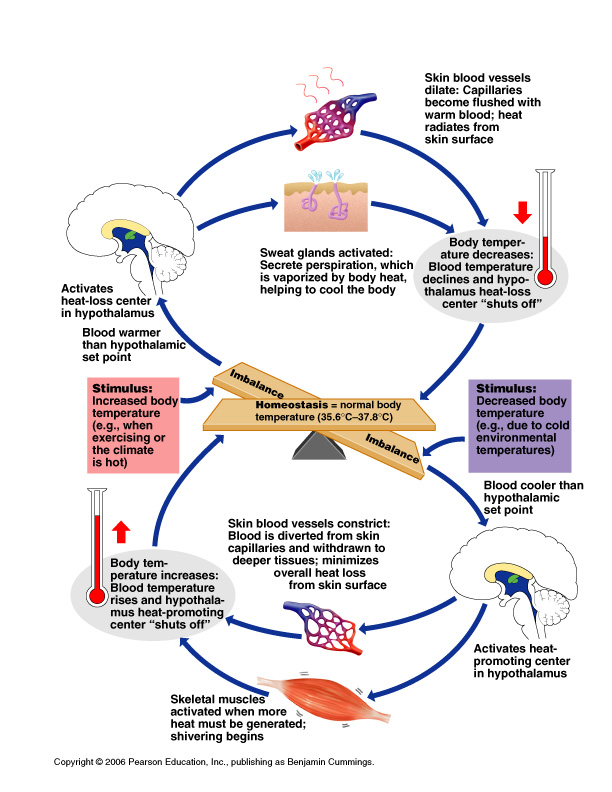 Skin blood vessels
dilate: Capillaries
become flushed with
warm blood; heat
radiates from
skin surface
Sweat glands activated:
Secrete perspiration, which
is vaporized by body heat,
helping to cool the body
Body temper-
ature decreases:
Blood temperature
declines and hypo-
thalamus heat-loss
center “shuts off”
Activates
heat-loss center
in hypothalamus
Blood warmer
than hypothalamic
set point
Imbalance
Stimulus:
Increased body
temperature
(e.g., when
exercising or
the climate
is hot)
Homeostasis = normal body
temperature (35.6°C–37.8°C)
Imbalance
Stimulus:
Decreased body
temperature
(e.g., due to cold
environmental
temperatures)
Blood cooler than
hypothalamic
set point
Skin blood vessels constrict:
Blood is diverted from skin
capillaries and withdrawn to
deeper tissues; minimizes
overall heat loss
from skin surface
Body tem-
perature increases:
Blood temperature
rises and hypothala-
mus heat-promoting
center “shuts off”
Activates heat-
promoting center
in hypothalamus
Skeletal muscles
activated when more
heat must be generated;
shivering begins
Copyright © 2006 Pearson Education, Inc., publishing as Benjamin Cummings.